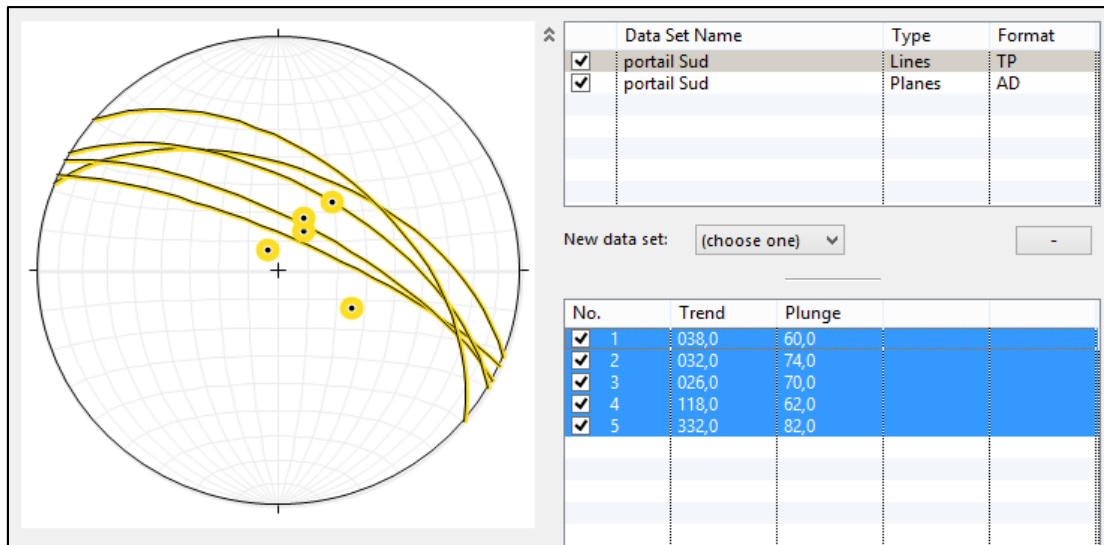 Data Set Name Type Format
portail Sud Lines TP
portail Sud Planes AD
New data set: (choose one) -
No. Trend Plunge
1 038,0 60,0
2 032,0 74,0
3 026,0 70,0
4 118,0 62,0
5 332,0 82,0